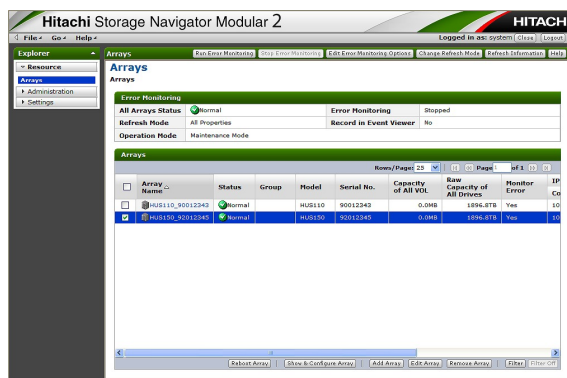 Hitachi Storage Navigator Modular 2
HITACHI
File Go Help
Logged in as: system Close Logout
Explorer
Resource
Arrays
Administration
Settings
Arrays Run Error Monitoring Stop Error Monitoring Edit Error Monitoring Options Change Refresh Mode Refresh Information Help
Arrays
Arrays
Error Monitoring
All Arrays Status Normal Error Monitoring Stopped
Refresh Mode All Properties Record in Event Viewer No
Operation Mode Maintenance Mode
Arrays
Rows/Page: 25 Page 1 of 1
Array Name Status Group Model Serial No. Capacity of All VOL Raw Capacity of All Drives Monitor Error IP Co
HUS110_90012343 Normal HUS110 90012343 0.0MB 1896.8TB Yes 10
HUS150_92012345 Normal HUS150 92012345 0.0MB 1896.8TB Yes 10
Reboot Array Show & Configure Array Add Array Edit Array Remove Array Filter Filter Off